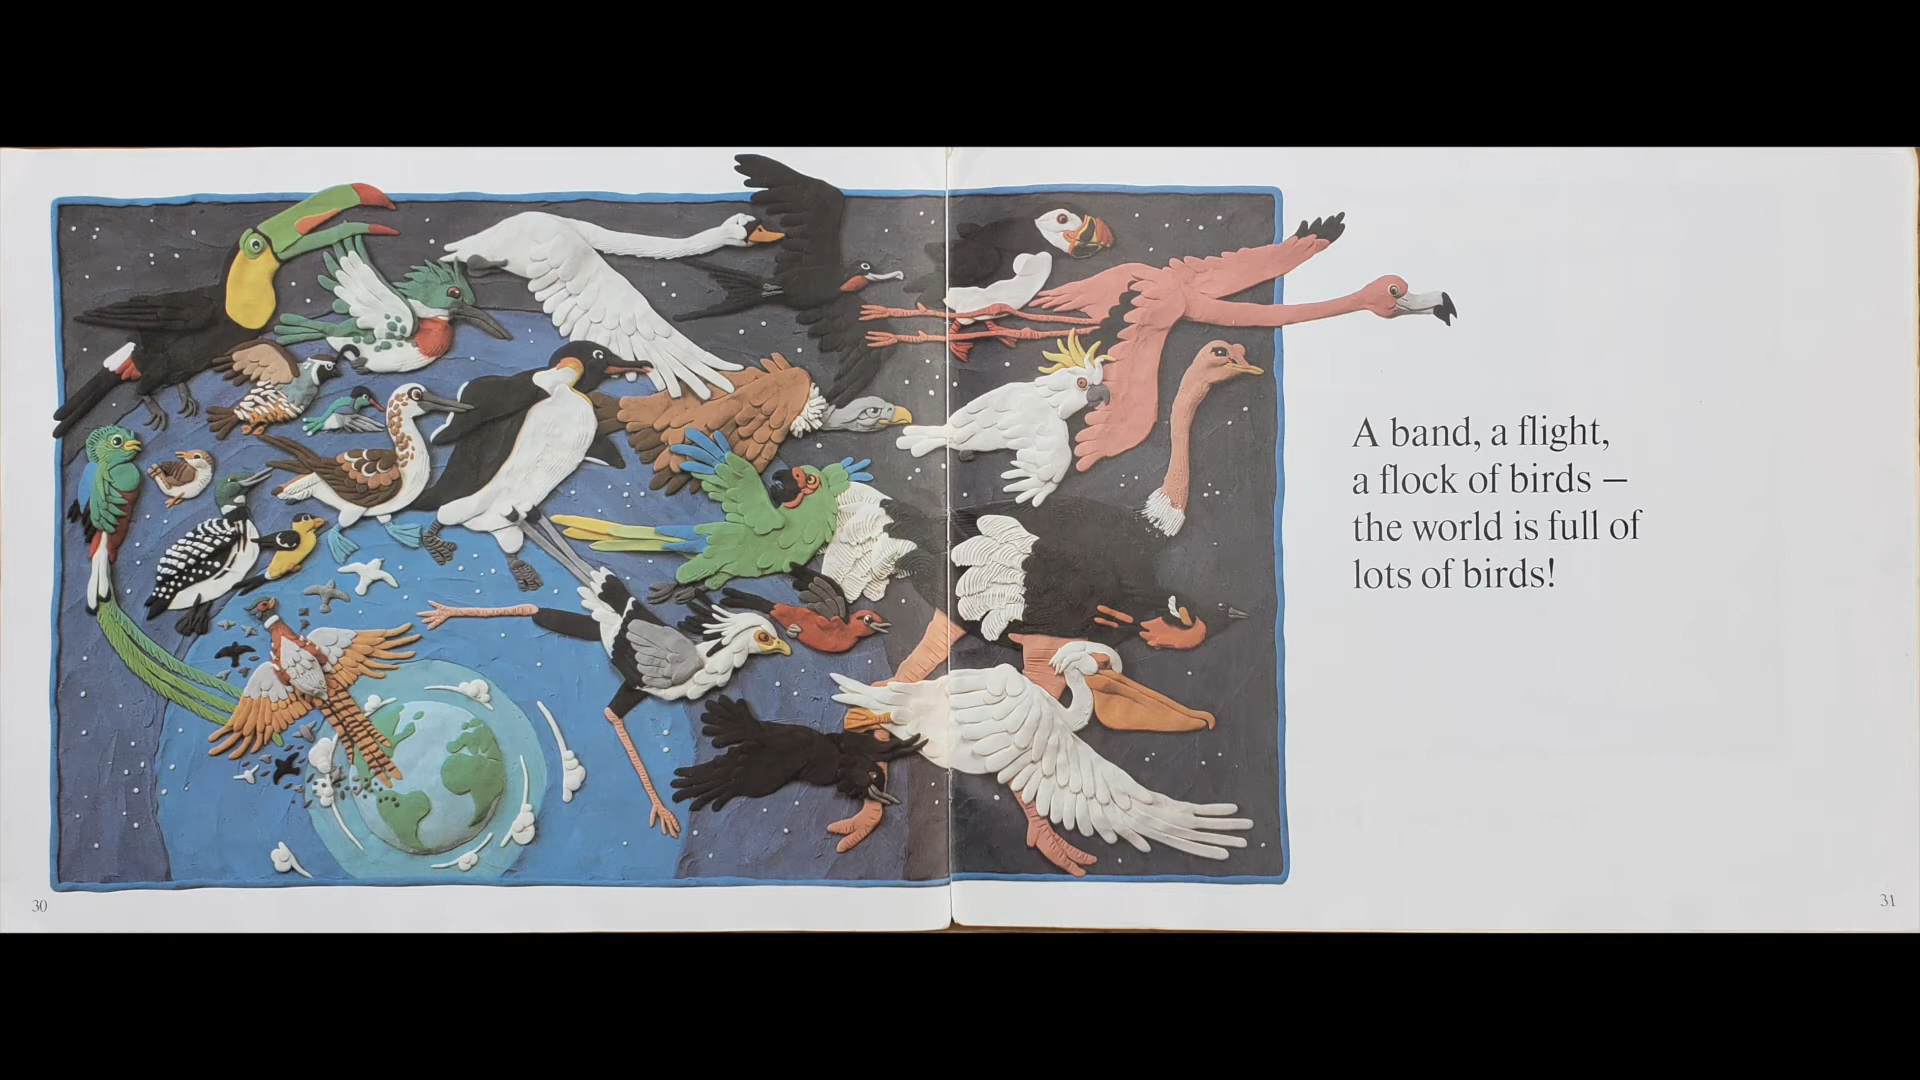 A band, a flight,
a flock of birds –
the world is full of
lots of birds!
30
31